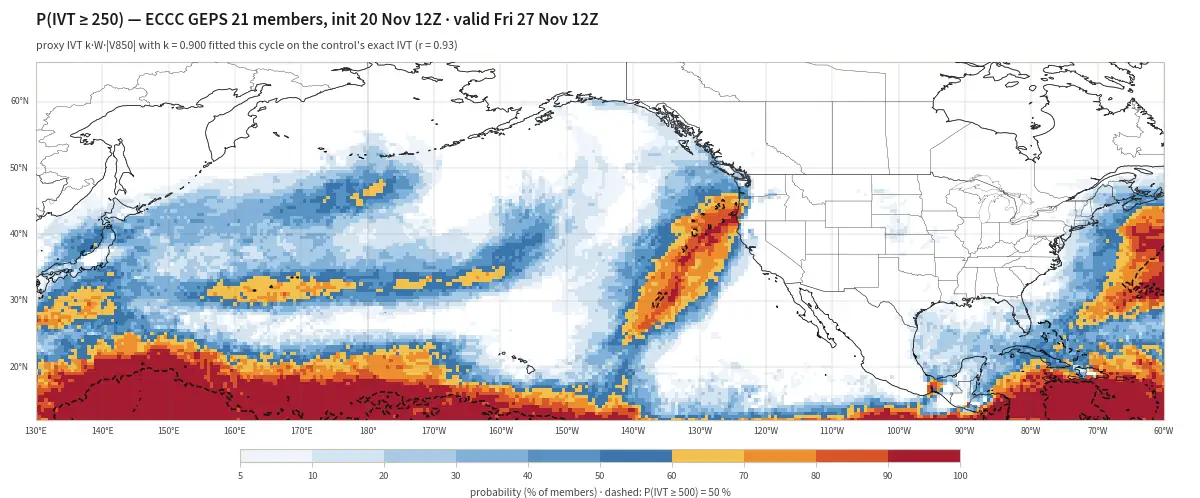 P(IVT ≥ 250) — ECCC GEPS 21 members, init 20 Nov 12Z · valid Fri 27 Nov 12Z
proxy IVT k·W·|V850| with k = 0.900 fitted this cycle on the control's exact IVT (r = 0.93)
60°N
50°N
40°N
30°N
20°N
130°E 140°E 150°E 160°E 170°E 180° 170°W 160°W 150°W 140°W 130°W 120°W 110°W 100°W 90°W 80°W 70°W 60°W
5 10 20 30 40 50 60 70 80 90 100
probability (% of members) · dashed: P(IVT ≥ 500) = 50 %